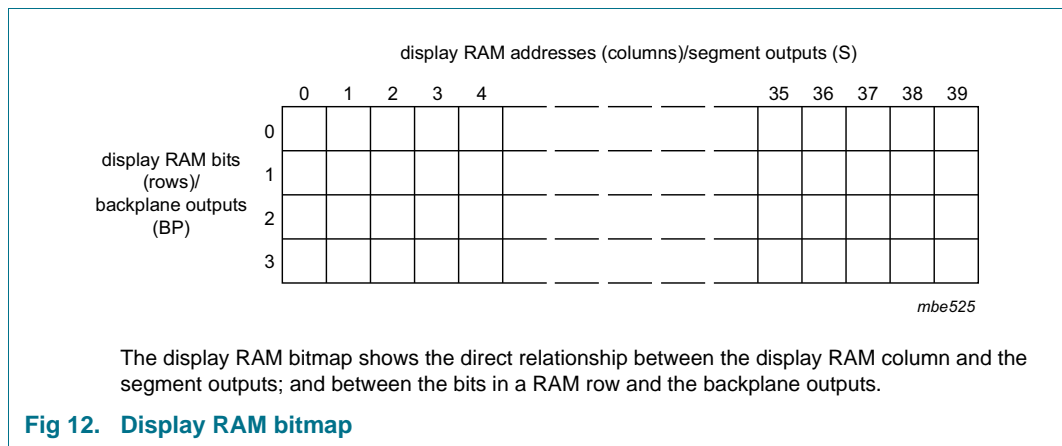 display RAM addresses (columns)/segment outputs (S)
0 1 2 3 4 35 36 37 38 39
0
display RAM bits
(rows)/
backplane outputs
(BP)
1
2
3
mbe525
The display RAM bitmap shows the direct relationship between the display RAM column and the
segment outputs; and between the bits in a RAM row and the backplane outputs.
Fig 12. Display RAM bitmap